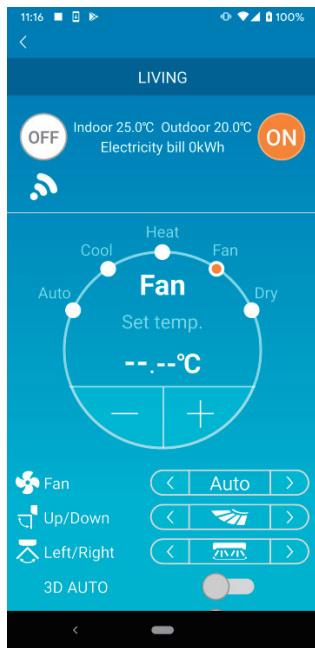 11:16 100%
LIVING
OFF Indoor 25.0℃ Outdoor 20.0℃ ON
Electricity bill 0kWh
Heat
Cool Fan
Auto Fan Dry
Set temp.
--.--℃
Fan Auto
Up/Down
Left/Right
3D AUTO